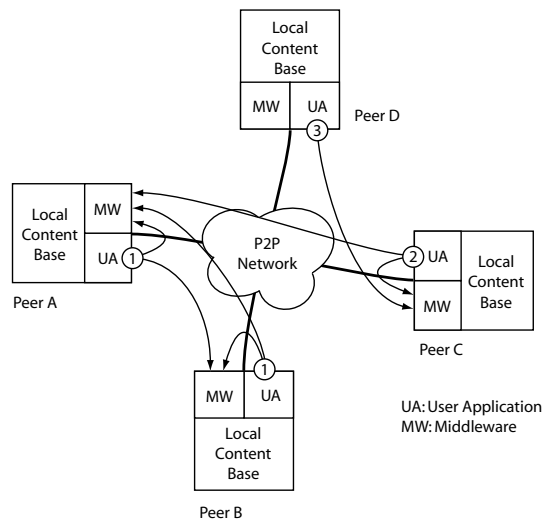 Local
Content
Base
MW
UA
3
Peer D
Local
Content
Base
MW
UA
1
Peer A
P2P
Network
2
UA
MW
Local
Content
Base
Peer C
1
MW
UA
Local
Content
Base
Peer B
UA: User Application
MW: Middleware